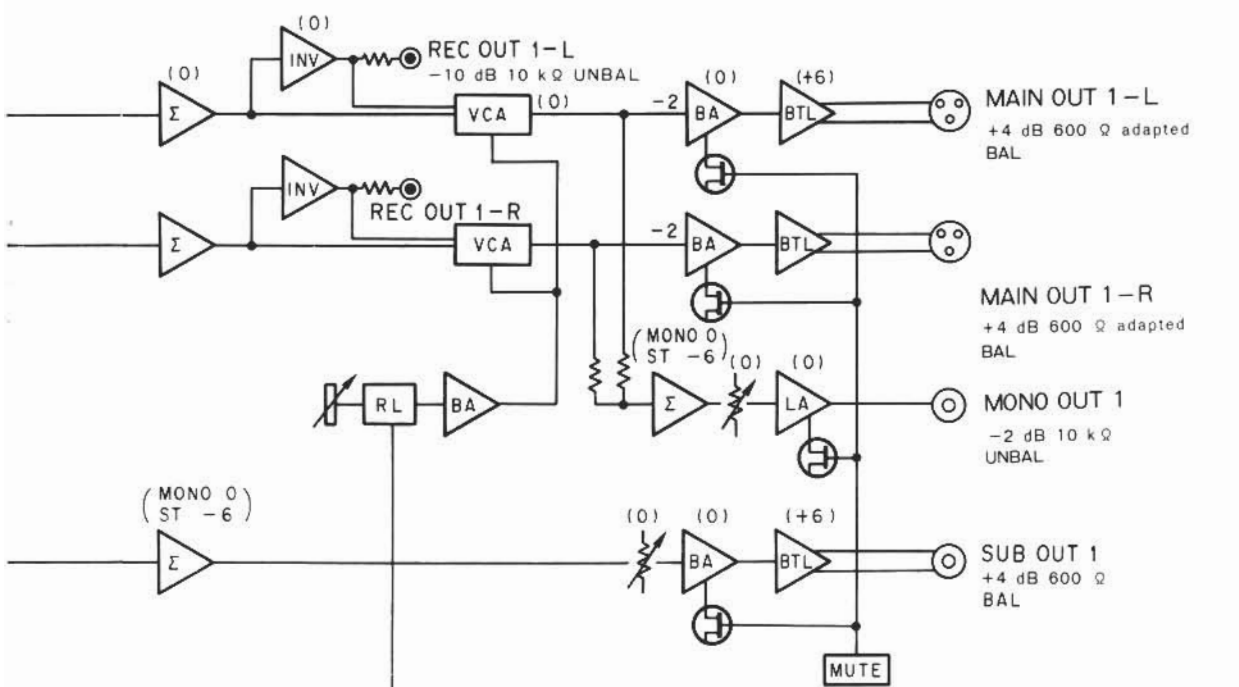 (0)
INV
REC OUT 1-L
-10 dB 10 kΩ UNBAL
(0)
Σ
VCA
(0)
-2
(0)
BA
(+6)
BTL
MAIN OUT 1-L
+4 dB 600 Ω adapted
BAL
INV
REC OUT 1-R
Σ
VCA
-2
BA
BTL
MAIN OUT 1-R
+4 dB 600 Ω adapted
BAL
(MONO 0
ST -6)
(0)
(0)
RL
BA
Σ
LA
MONO OUT 1
-2 dB 10 kΩ
UNBAL
(MONO 0
ST -6)
Σ
(0)
(0)
BA
(+6)
BTL
SUB OUT 1
+4 dB 600 Ω
BAL
MUTE